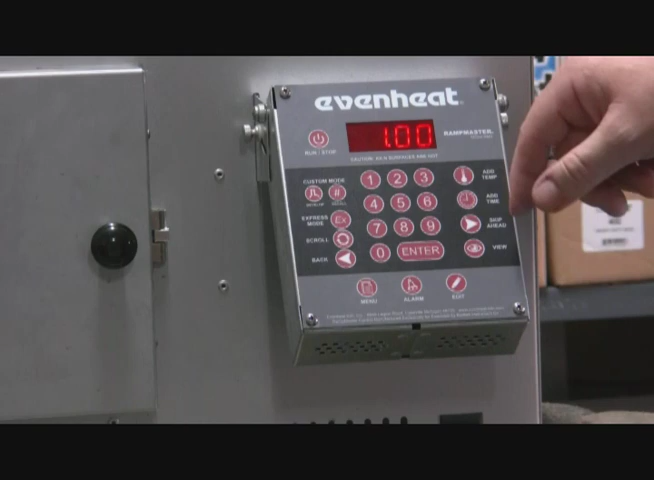 evenheat
1.00
RAMPMASTER
RUN / STOP
CAUTION: KILN SURFACES ARE HOT
CUSTOM MODE
1 2 3
ADD TEMP
#
4 5 6
ADD TIME
EXPRESS MODE
Ex
7 8 9
SKIP AHEAD
SCROLL
BACK
0 ENTER
VIEW
MENU
ALARM
EDIT